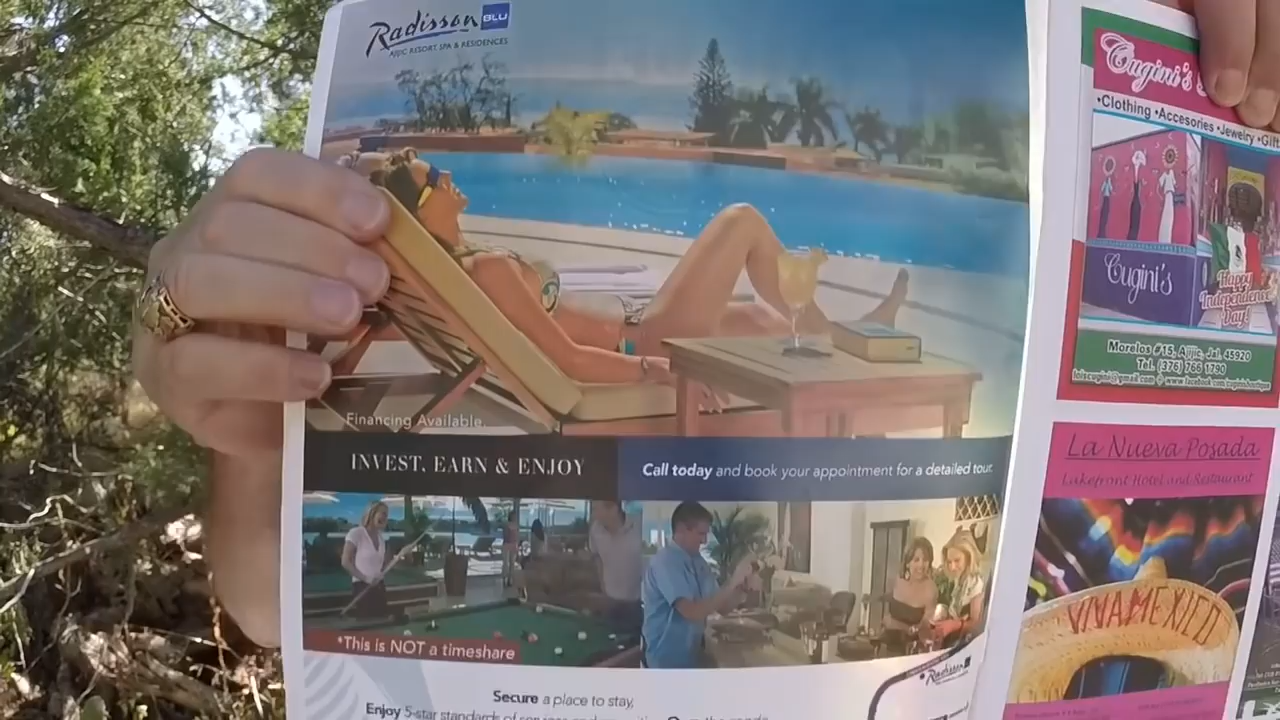 Radisson BLU
AJIJIC RESORT SPA & RESIDENCES
Financing Available.
INVEST, EARN & ENJOY
Call today and book your appointment for a detailed tour.
*This is NOT a timeshare
Secure a place to stay,
Enjoy 5-star standards of services and
Radisson
Cugini's
•Clothing •Accesories •Jewelry •Gift
Cugini's
Happy
Independence
Day!
Morelos #15, Ajijic, Jal. 45920
Tel. (376) 766 1790
La Nueva Posada
Lakefront Hotel and Restaurant
VIVA MEXICO